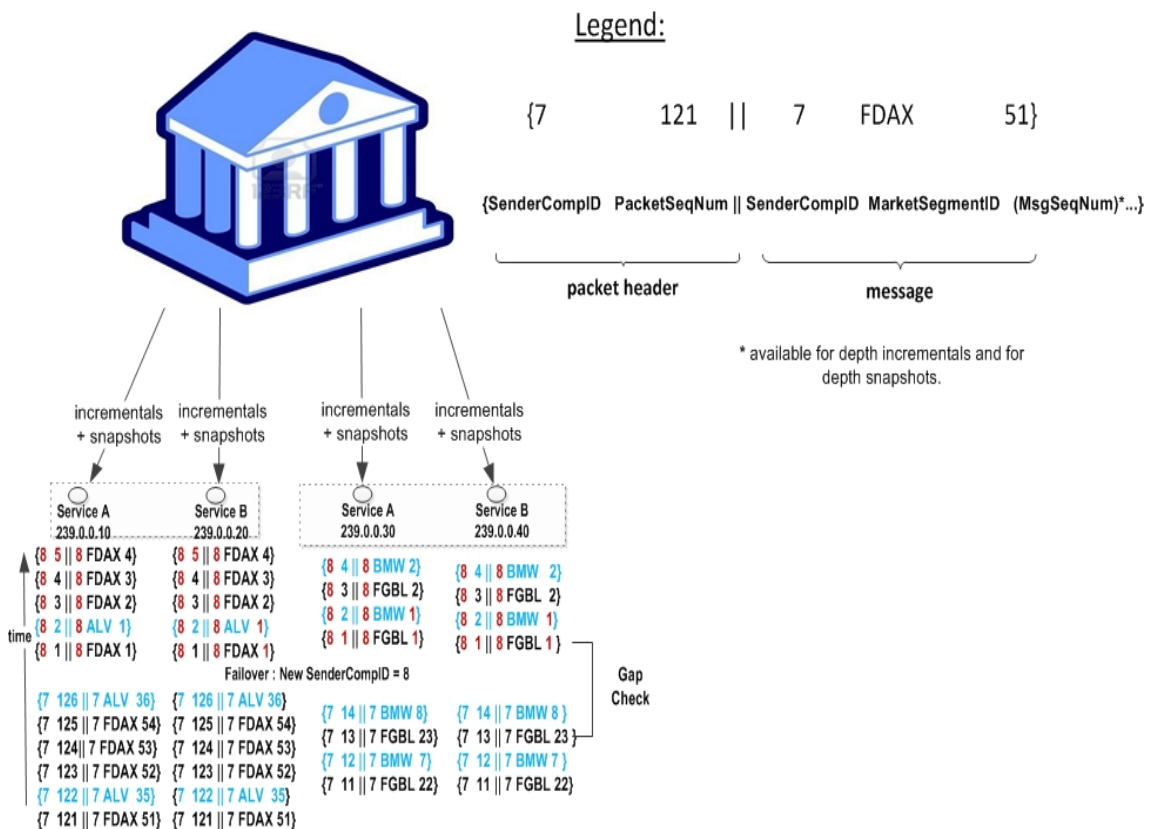 Legend:
{7 121 || 7 FDAX 51}
{SenderCompID PacketSeqNum || SenderCompID MarketSegmentID (MsgSeqNum)*...}
packet header
message
* available for depth incrementals and for
depth snapshots.
incrementals
+ snapshots
incrementals
+ snapshots
incrementals
+ snapshots
incrementals
+ snapshots
Service A
239.0.0.10
Service B
239.0.0.20
Service A
239.0.0.30
Service B
239.0.0.40
time
{8 5 || 8 FDAX 4}
{8 4 || 8 FDAX 3}
{8 3 || 8 FDAX 2}
{8 2 || 8 ALV 1}
{8 1 || 8 FDAX 1}
{8 5 || 8 FDAX 4}
{8 4 || 8 FDAX 3}
{8 3 || 8 FDAX 2}
{8 2 || 8 ALV 1}
{8 1 || 8 FDAX 1}
{8 4 || 8 BMW 2}
{8 3 || 8 FGBL 2}
{8 2 || 8 BMW 1}
{8 1 || 8 FGBL 1}
{8 4 || 8 BMW 2}
{8 3 || 8 FGBL 2}
{8 2 || 8 BMW 1}
{8 1 || 8 FGBL 1 }
Failover : New SenderCompID = 8
Gap
Check
{7 126 || 7 ALV 36}
{7 125 || 7 FDAX 54}
{7 124|| 7 FDAX 53}
{7 123 || 7 FDAX 52}
{7 122 || 7 ALV 35}
{7 121 || 7 FDAX 51}
{7 126 || 7 ALV 36}
{7 125 || 7 FDAX 54}
{7 124 || 7 FDAX 53}
{7 123 || 7 FDAX 52}
{7 122 || 7 ALV 35}
{7 121 || 7 FDAX 51}
{7 14 || 7 BMW 8}
{7 13 || 7 FGBL 23}
{7 12 || 7 BMW 7}
{7 11 || 7 FGBL 22}
{7 14 || 7 BMW 8 }
{7 13 || 7 FGBL 23 }
{7 12 || 7 BMW 7 }
{7 11 || 7 FGBL 22}